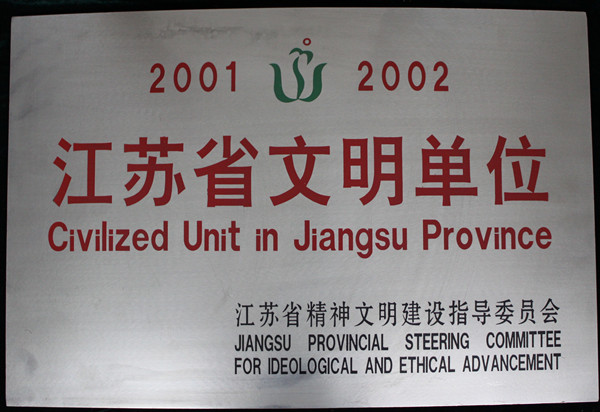 2001 2002
江苏省文明单位
Civilized Unit in Jiangsu Province
江苏省精神文明建设指导委员会
JIANGSU PROVINCIAL STEERING COMMITTEE
FOR IDEOLOGICAL AND ETHICAL ADVANCEMENT